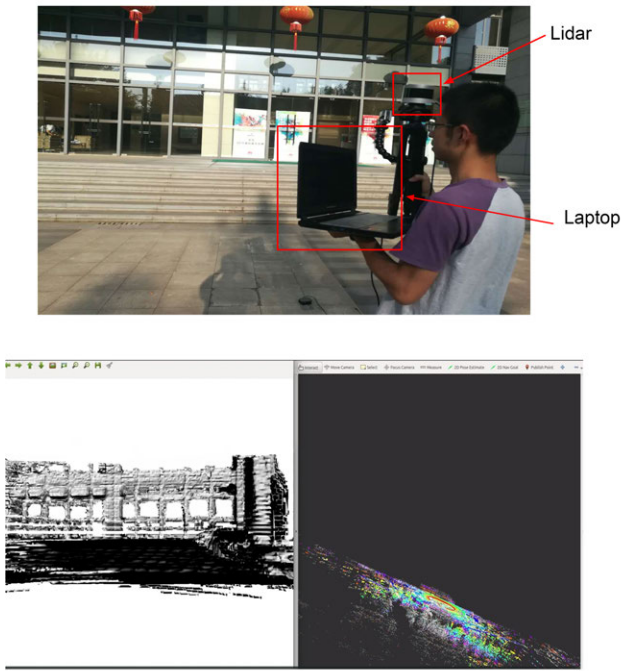 Lidar
Laptop
Interact Move Camera Select Focus Camera Measure 2D Pose Estimate 2D Nav Goal Publish Point